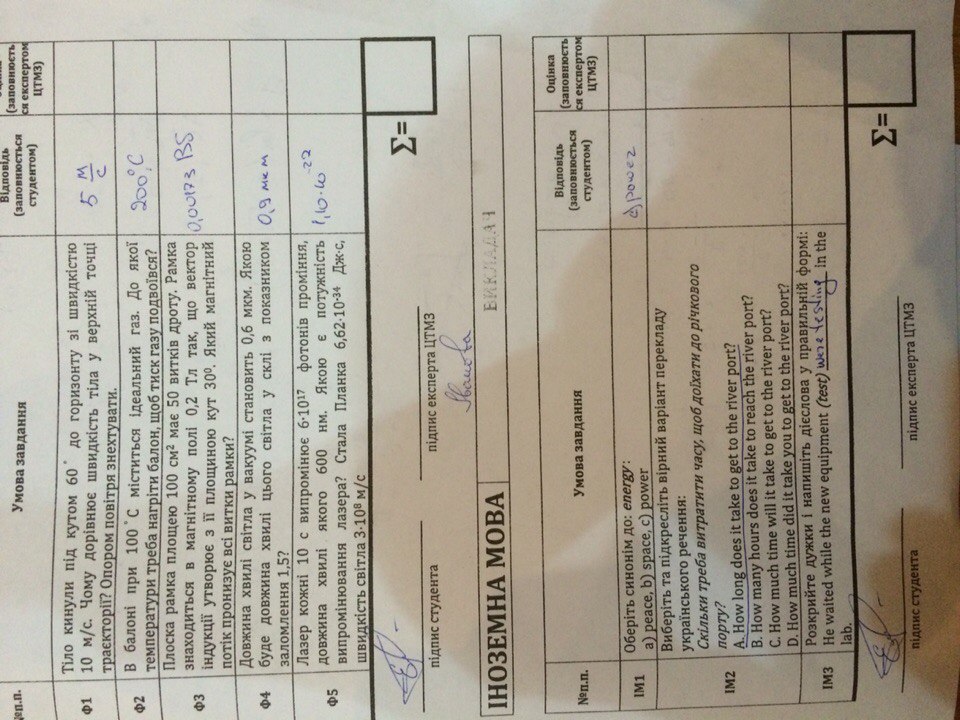 №п.п.
Умова завдання
Відповідь
(заповнюється
студентом)
Оцінка
(заповнюєть
ся експертом
ЦТМЗ)
Ф1
Тіло кинули під кутом 60° до горизонту зі швидкістю
10 м/с. Чому дорівнює швидкість тіла у верхній точці
траєкторії? Опором повітря знехтувати.
5 м/с
Ф2
В балоні при 100°С міститься ідеальний газ. До якої
температури треба нагріти балон, щоб тиск газу подвоївся?
200°C
Ф3
Плоска рамка площею 100 см² має 50 витків дроту. Рамка
знаходиться в магнітному полі 0,2 Тл так, що вектор
індукції утворює з її площиною кут 30⁰. Який магнітний
потік пронизує всі витки рамки?
0,00173 Вб
Ф4
Довжина хвилі світла у вакуумі становить 0,6 мкм. Якою
буде довжина хвилі цього світла у склі з показником
заломлення 1,5?
0,9 мкм
Ф5
Лазер кожні 10 с випромінює 6·10¹⁷ фотонів проміння,
довжина хвилі якого 600 нм. Якою є потужність
випромінювання лазера? Стала Планка 6,62·10⁻³⁴ Дж·с,
швидкість світла 3·10⁸ м/с
1,10·10⁻²²
Σ=
підпис студента
підпис експерта ЦТМЗ
Іванова
ІНОЗЕМНА МОВА
ВИКЛАДАЧ
№п.п.
Умова завдання
Відповідь
(заповнюється
студентом)
Оцінка
(заповнюєть
ся експертом
ЦТМЗ)
ІМ1
Оберіть синонім до: energy:
a) peace, b) space, c) power
c) power
ІМ2
Виберіть та підкресліть вірний варіант перекладу
українського речення:
Скільки треба витратити часу, щоб доїхати до річкового
порту?
A. How long does it take to get to the river port?
B. How many hours does it take to reach the river port?
C. How much time will it take to get to the river port?
D. How much time did it take you to get to the river port?
ІМ3
Розкрийте дужки і напишіть дієслова у правильній формі:
He waited while the new equipment (test) were testing in the
lab.
Σ=
підпис студента
підпис експерта ЦТМЗ